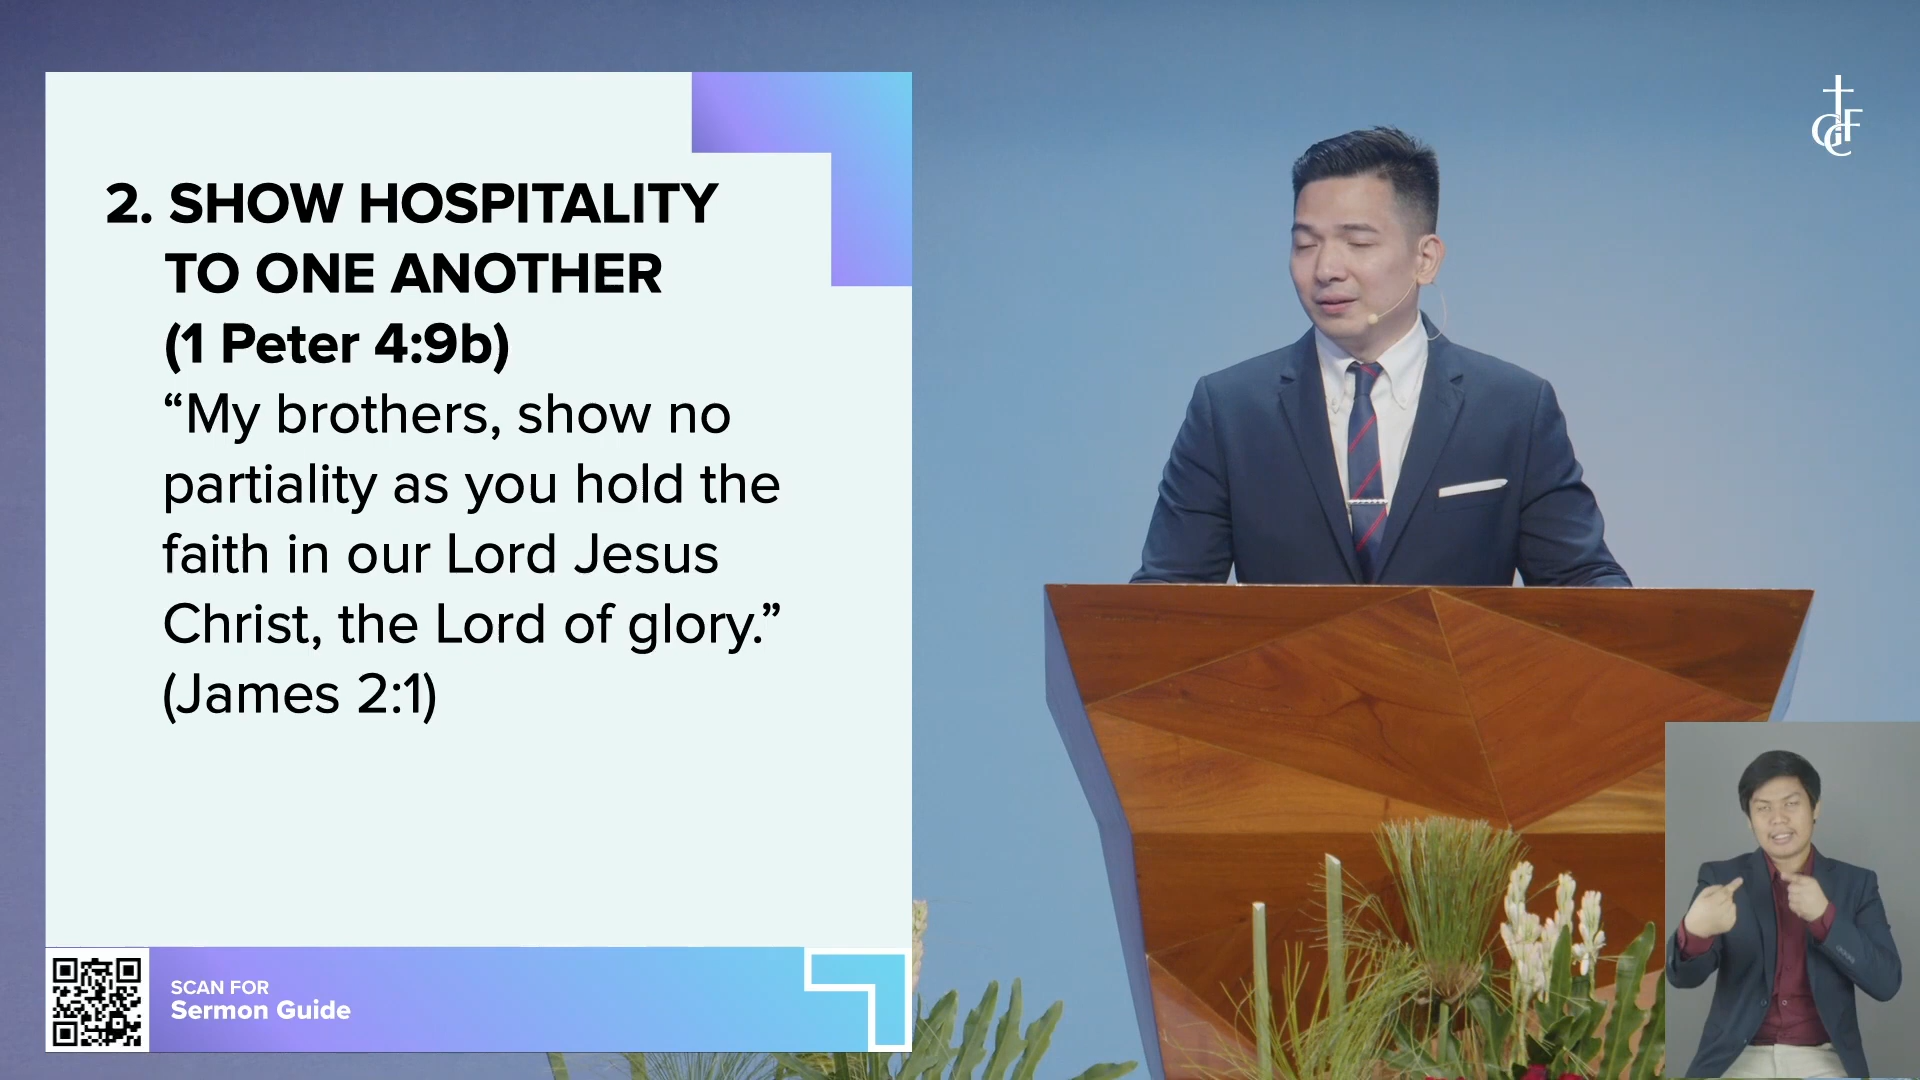 2. SHOW HOSPITALITY
TO ONE ANOTHER
(1 Peter 4:9b)
“My brothers, show no
partiality as you hold the
faith in our Lord Jesus
Christ, the Lord of glory.”
(James 2:1)
SCAN FOR
Sermon Guide
CCGF